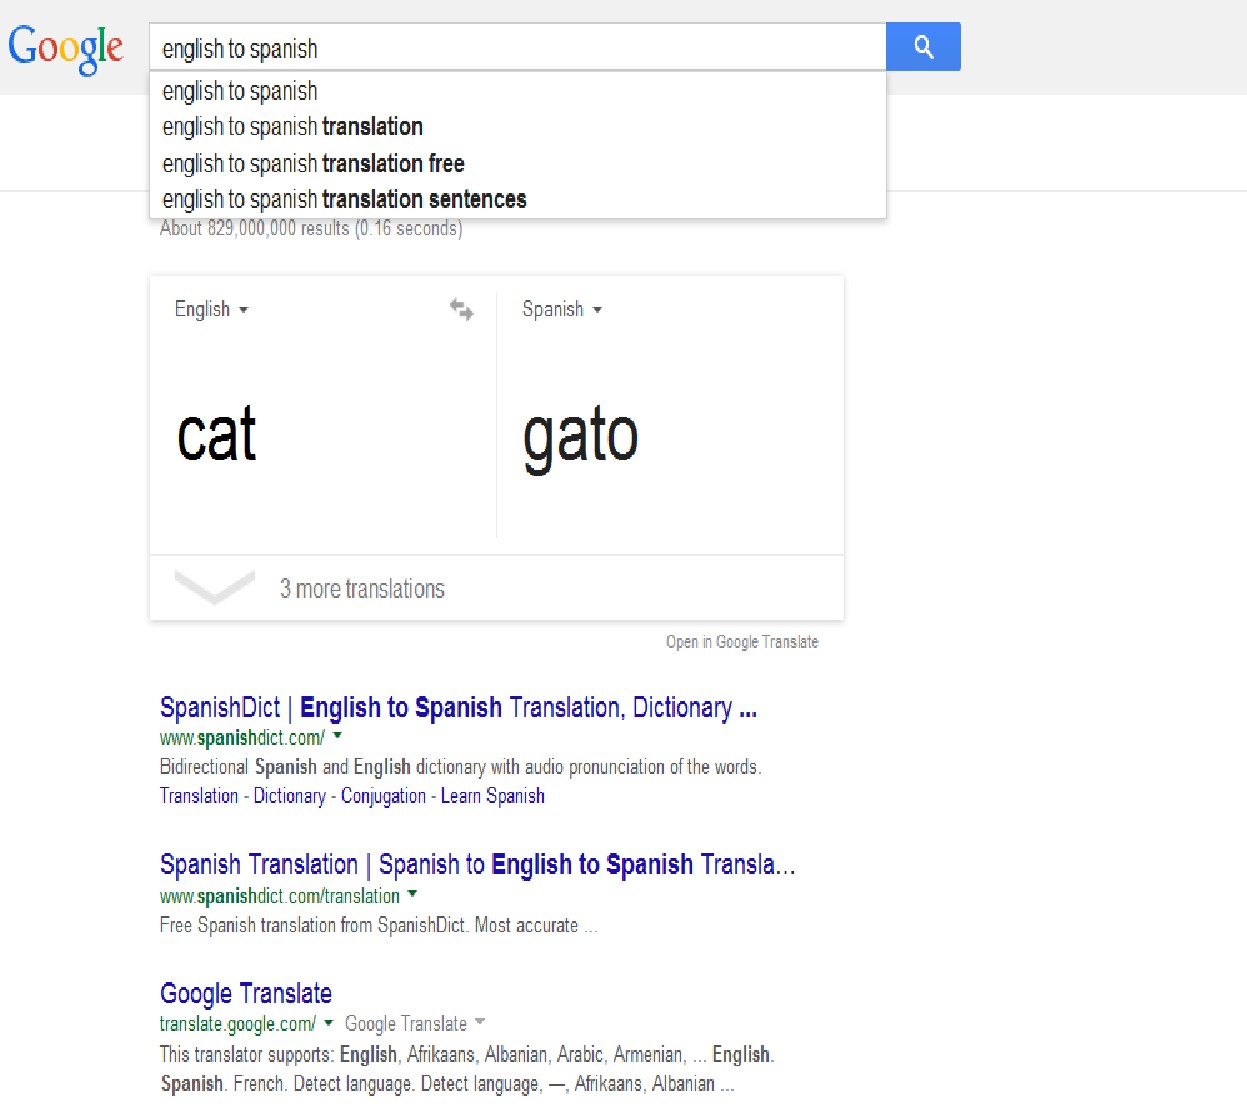 Google
english to spanish
english to spanish
english to spanish translation
english to spanish translation free
english to spanish translation sentences
About 829,000,000 results (0.16 seconds)
English Spanish
cat gato
3 more translations
Open in Google Translate
SpanishDict | English to Spanish Translation, Dictionary ...
www.spanishdict.com/
Bidirectional Spanish and English dictionary with audio pronunciation of the words.
Translation - Dictionary - Conjugation - Learn Spanish
Spanish Translation | Spanish to English to Spanish Transla...
www.spanishdict.com/translation
Free Spanish translation from SpanishDict. Most accurate ...
Google Translate
translate.google.com/ Google Translate
This translator supports: English, Afrikaans, Albanian, Arabic, Armenian, ... English.
Spanish. French. Detect language. Detect language, —, Afrikaans, Albanian ...